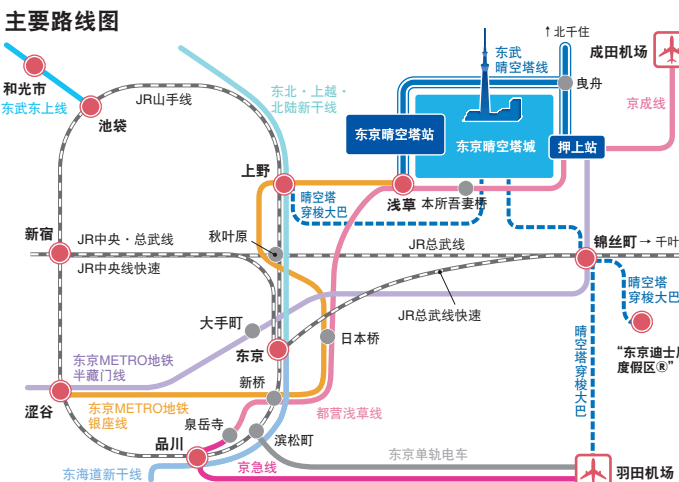 主要路线图
↑北千住
东武
晴空塔线
成田机场
和光市
东武东上线
池袋
JR山手线
东北・上越・
北陆新干线
曳舟
京成线
东京晴空塔站
东京晴空塔城
押上站
上野
晴空塔
穿梭大巴
浅草
本所吾妻桥
新宿
JR中央・总武线
JR中央线快速
秋叶原
JR总武线
锦丝町→千叶
晴空塔
穿梭大巴
JR总武线快速
大手町
东京
日本桥
晴空塔穿梭大巴
“东京迪士尼
度假区®”
东京METRO地铁
半藏门线
新桥
涩谷
东京METRO地铁
银座线
都营浅草线
泉岳寺
品川
滨松町
东京单轨电车
东海道新干线
京急线
羽田机场